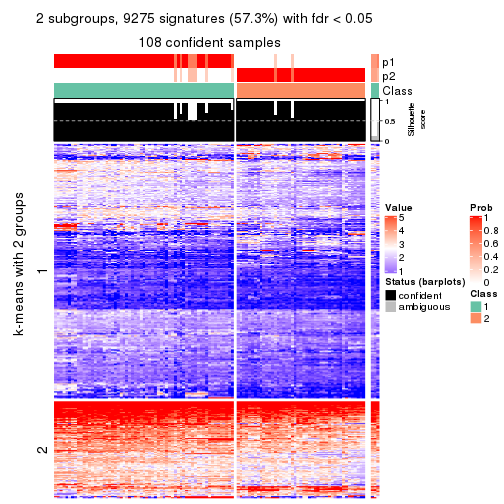 2 subgroups, 9275 signatures (57.3%) with fdr < 0.05
108 confident samples
p1
p2
Class
1
0.5
0
Silhouette
score
k-means with 2 groups
1
2
Value
5
4
3
2
1
Status (barplots)
confident
ambiguous
Prob
1
0.8
0.6
0.4
0.2
0
Class
1
2